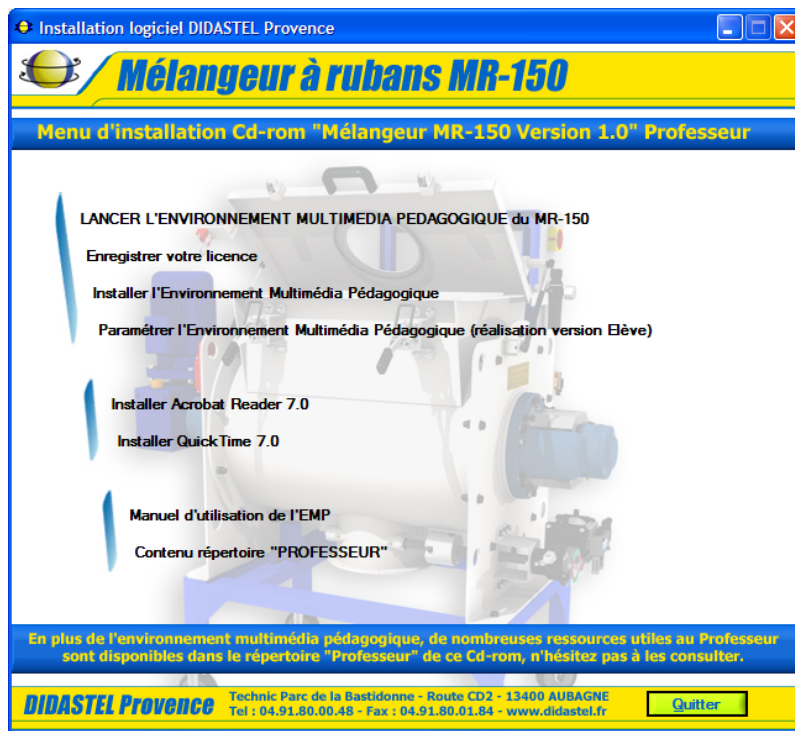 Installation logiciel DIDASTEL Provence
Mélangeur à rubans MR-150
Menu d'installation Cd-rom "Mélangeur MR-150 Version 1.0" Professeur
LANCER L'ENVIRONNEMENT MULTIMEDIA PEDAGOGIQUE du MR-150
Enregistrer votre licence
Installer l'Environnement Multimédia Pédagogique
Paramétrer l'Environnement Multimédia Pédagogique (réalisation version Elève)
Installer Acrobat Reader 7.0
Installer QuickTime 7.0
Manuel d'utilisation de l'EMP
Contenu répertoire "PROFESSEUR"
En plus de l'environnement multimédia pédagogique, de nombreuses ressources utiles au Professeur
sont disponibles dans le répertoire "Professeur" de ce Cd-rom, n'hésitez pas à les consulter.
DIDASTEL Provence
Technic Parc de la Bastidonne - Route CD2 - 13400 AUBAGNE
Tel : 04.91.80.00.48 - Fax : 04.91.80.01.84 - www.didastel.fr
Quitter